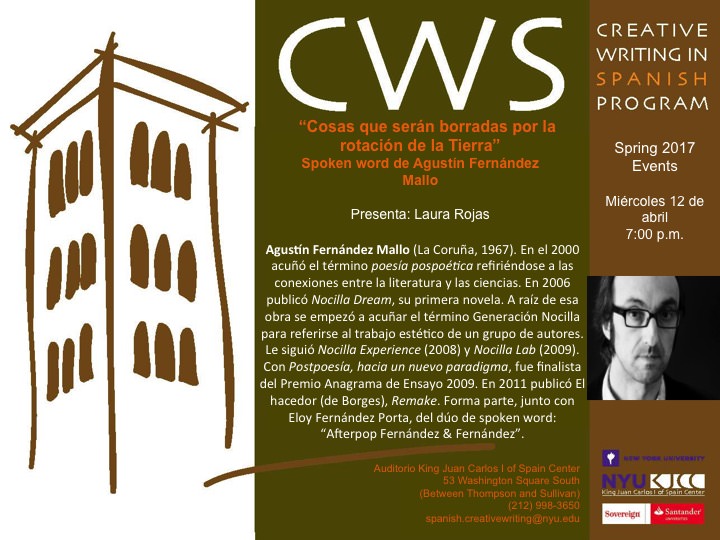 CWS
“Cosas que serán borradas por la
rotación de la Tierra”
Spoken word de Agustín Fernández
Mallo
Presenta: Laura Rojas
Agustín Fernández Mallo (La Coruña, 1967). En el 2000
acuñó el término poesía pospoética refiriéndose a las
conexiones entre la literatura y las ciencias. En 2006
publicó Nocilla Dream, su primera novela. A raíz de esa
obra se empezó a acuñar el término Generación Nocilla
para referirse al trabajo estético de un grupo de autores.
Le siguió Nocilla Experience (2008) y Nocilla Lab (2009).
Con Postpoesía, hacia un nuevo paradigma, fue finalista
del Premio Anagrama de Ensayo 2009. En 2011 publicó El
hacedor (de Borges), Remake. Forma parte, junto con
Eloy Fernández Porta, del dúo de spoken word:
“Afterpop Fernández & Fernández”.
Auditorio King Juan Carlos I of Spain Center
53 Washington Square South
(Between Thompson and Sullivan)
(212) 998-3650
spanish.creativewriting@nyu.edu
CREATIVE
WRITING IN
SPANISH
PROGRAM
Spring 2017
Events
Miércoles 12 de
abril
7:00 p.m.
NEW YORK UNIVERSITY
NYU KJCC
King Juan Carlos I of Spain Center
Sovereign Santander
UNIVERSITIES